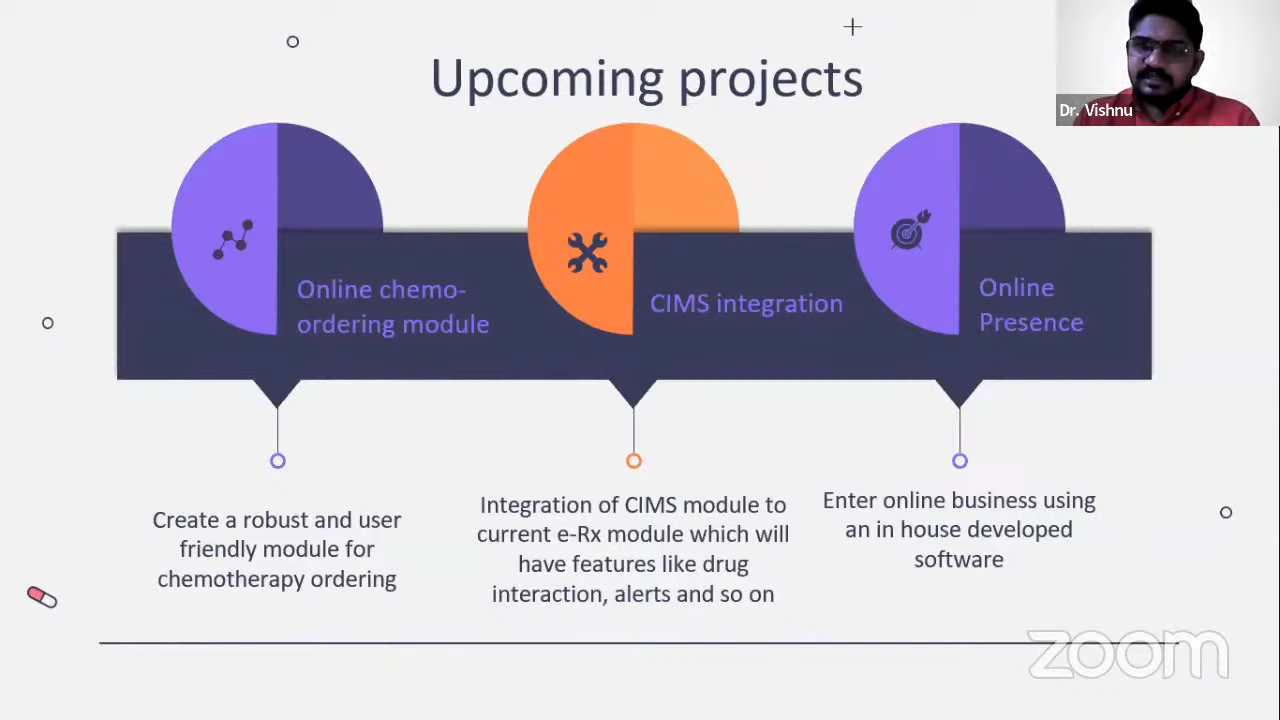 Upcoming projects
Dr. Vishnu
Online chemo-
ordering module
CIMS integration
Online
Presence
Create a robust and user
friendly module for
chemotherapy ordering
Integration of CIMS module to
current e-Rx module which will
have features like drug
interaction, alerts and so on
Enter online business using
an in house developed
software
zoom